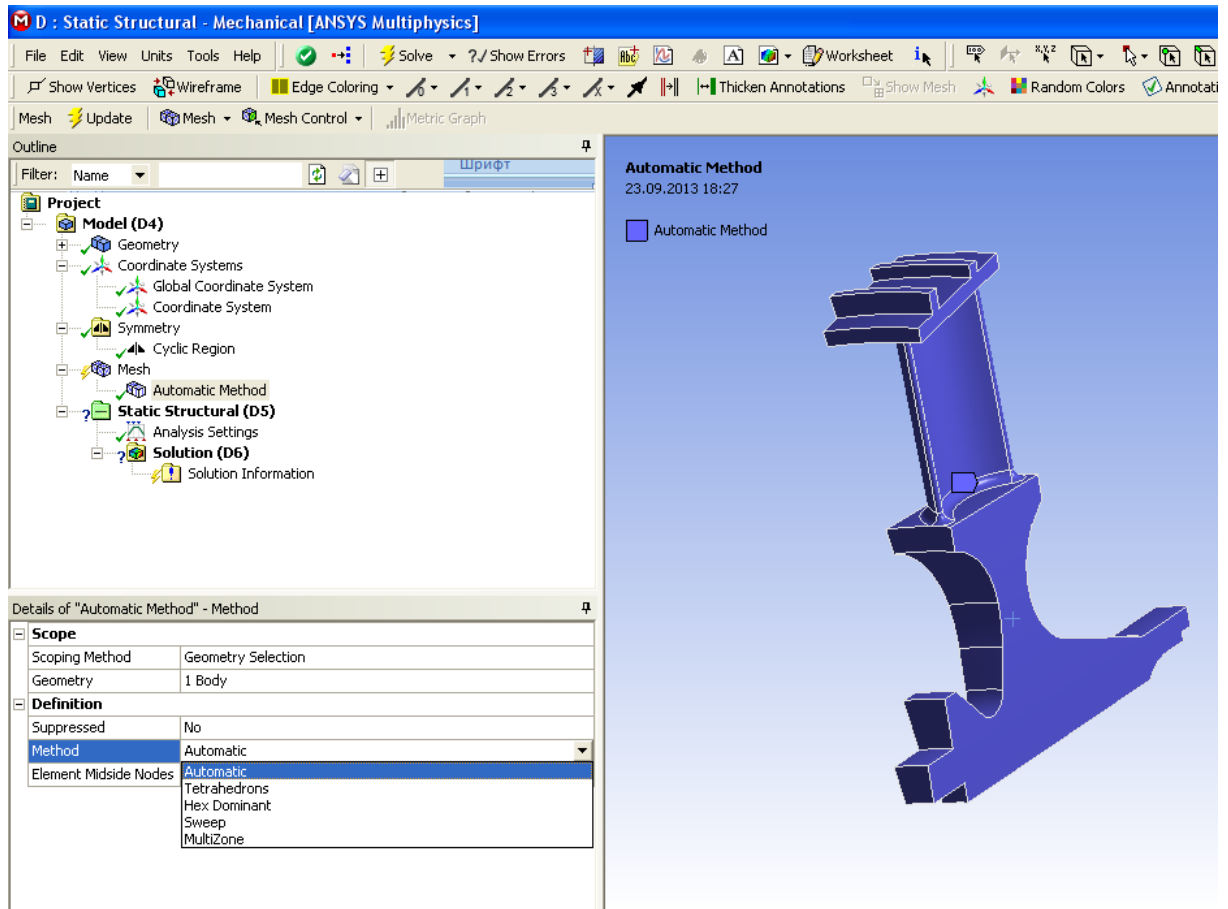 D : Static Structural - Mechanical [ANSYS Multiphysics]
File Edit View Units Tools Help Solve ?/ Show Errors Worksheet
Show Vertices Wireframe Edge Coloring Thicken Annotations Show Mesh Random Colors Annotati
Mesh Update Mesh Mesh Control Metric Graph
Outline
Filter: Name Шрифт
Project
Model (D4)
Geometry
Coordinate Systems
Global Coordinate System
Coordinate System
Symmetry
Cyclic Region
Mesh
Automatic Method
Static Structural (D5)
Analysis Settings
Solution (D6)
Solution Information
Details of "Automatic Method" - Method
Scope
Scoping Method Geometry Selection
Geometry 1 Body
Definition
Suppressed No
Method Automatic
Element Midside Nodes Automatic
Tetrahedrons
Hex Dominant
Sweep
MultiZone
Automatic Method
23.09.2013 18:27
Automatic Method